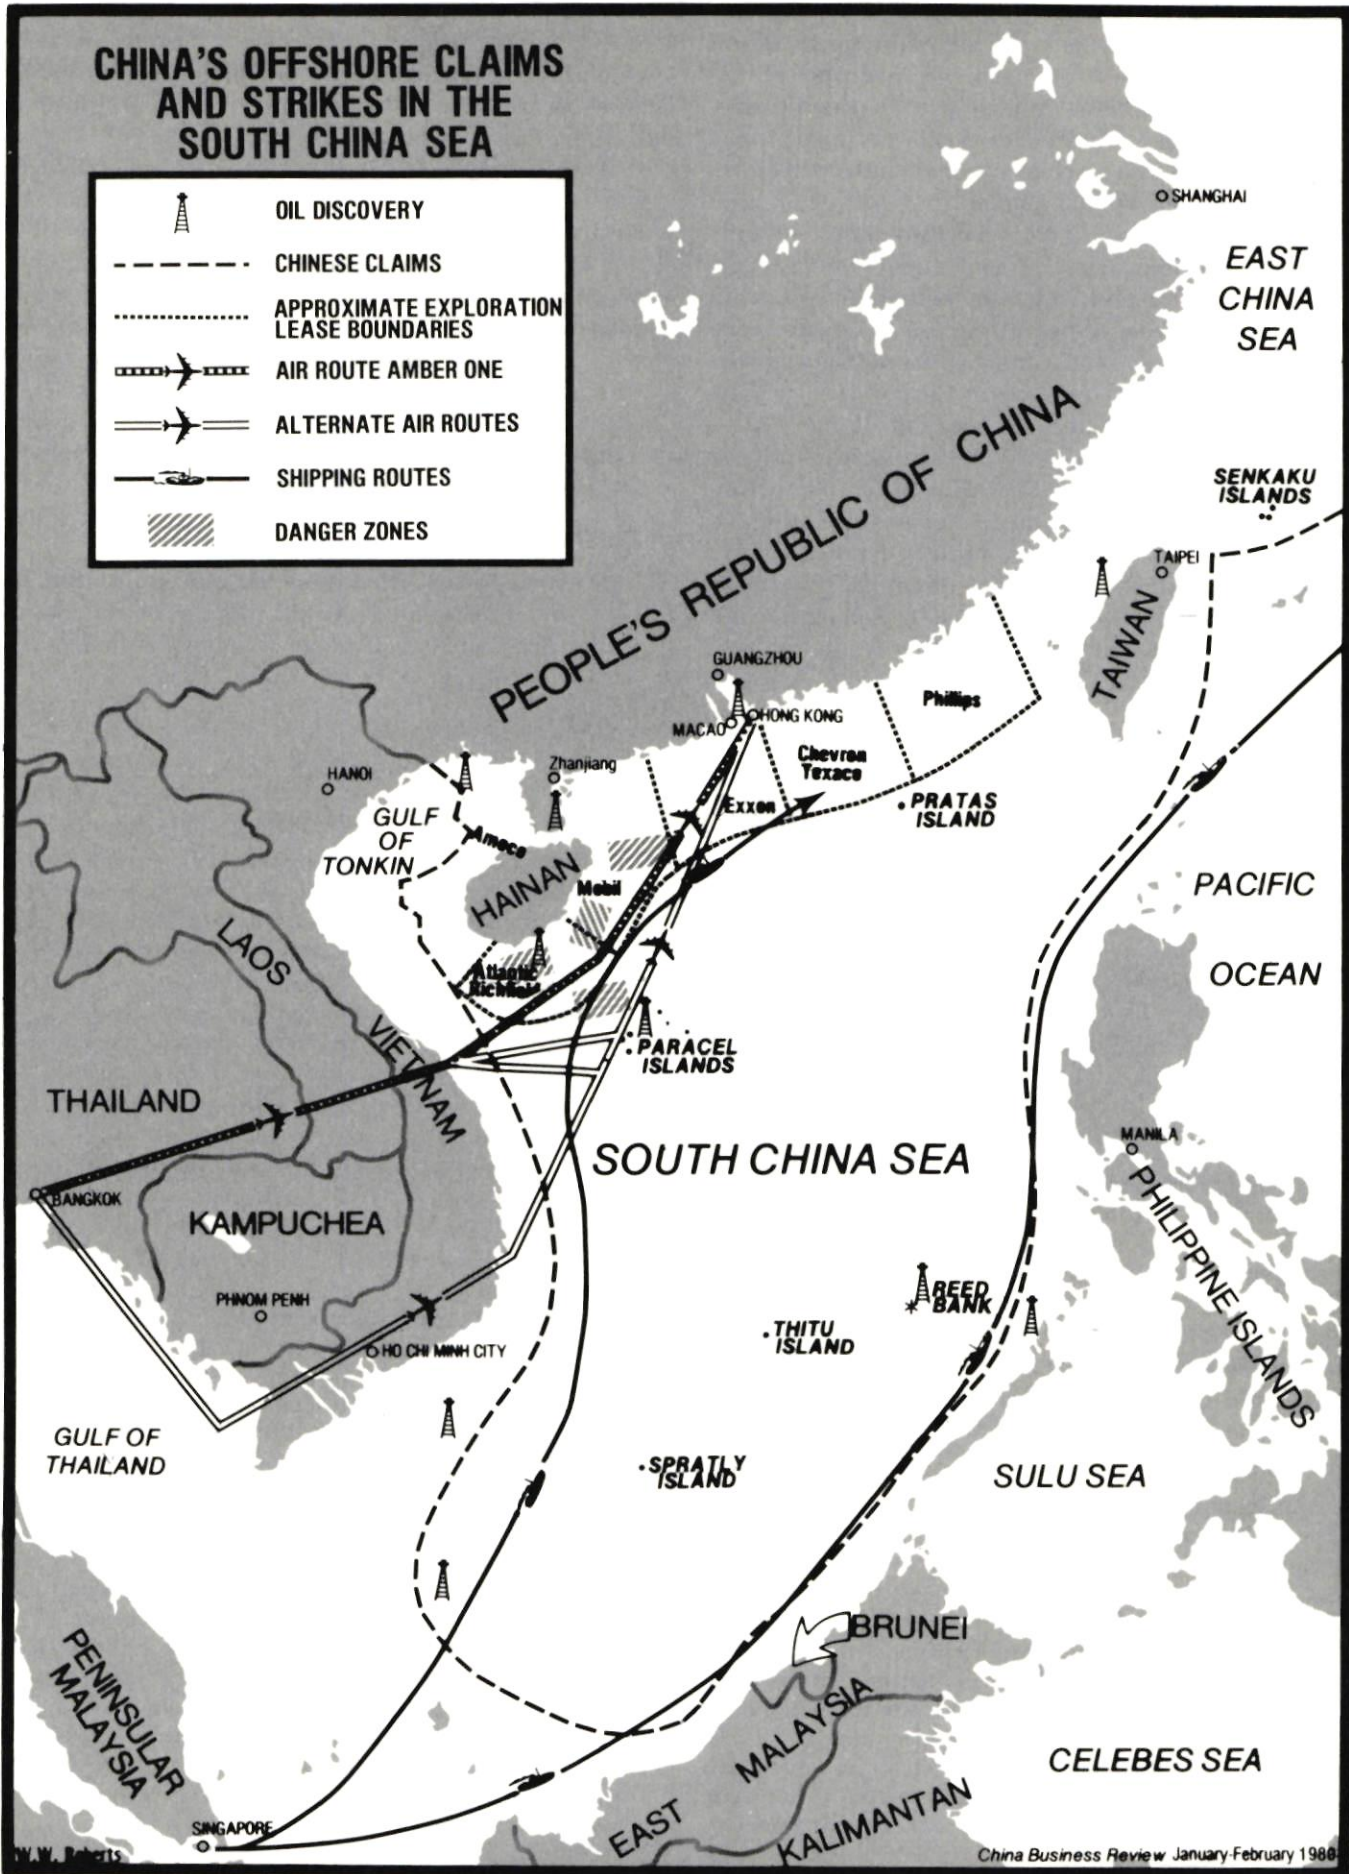 CHINA'S OFFSHORE CLAIMS
AND STRIKES IN THE
SOUTH CHINA SEA
OIL DISCOVERY
CHINESE CLAIMS
APPROXIMATE EXPLORATION
LEASE BOUNDARIES
AIR ROUTE AMBER ONE
ALTERNATE AIR ROUTES
SHIPPING ROUTES
DANGER ZONES
SHANGHAI
EAST
CHINA
SEA
PEOPLE'S REPUBLIC OF CHINA
SENKAKU
ISLANDS
TAIPEI
TAIWAN
GUANGZHOU
MACAO
HONG KONG
Phillips
Chevron
Texaco
Exxon
PRATAS
ISLAND
HANOI
Zhanjiang
GULF
OF
TONKIN
Amoco
HAINAN
Mobil
Atlantic
Richfield
PACIFIC
OCEAN
LAOS
VIETNAM
PARACEL
ISLANDS
THAILAND
SOUTH CHINA SEA
MANILA
PHILIPPINE ISLANDS
BANGKOK
KAMPUCHEA
PHNOM PENH
HO CHI MINH CITY
REED
BANK
THITU
ISLAND
GULF OF
THAILAND
SPRATLY
ISLAND
SULU SEA
BRUNEI
PENINSULAR
MALAYSIA
EAST MALAYSIA
CELEBES SEA
KALIMANTAN
SINGAPORE
W.W. Roberts
China Business Review January-February 1980